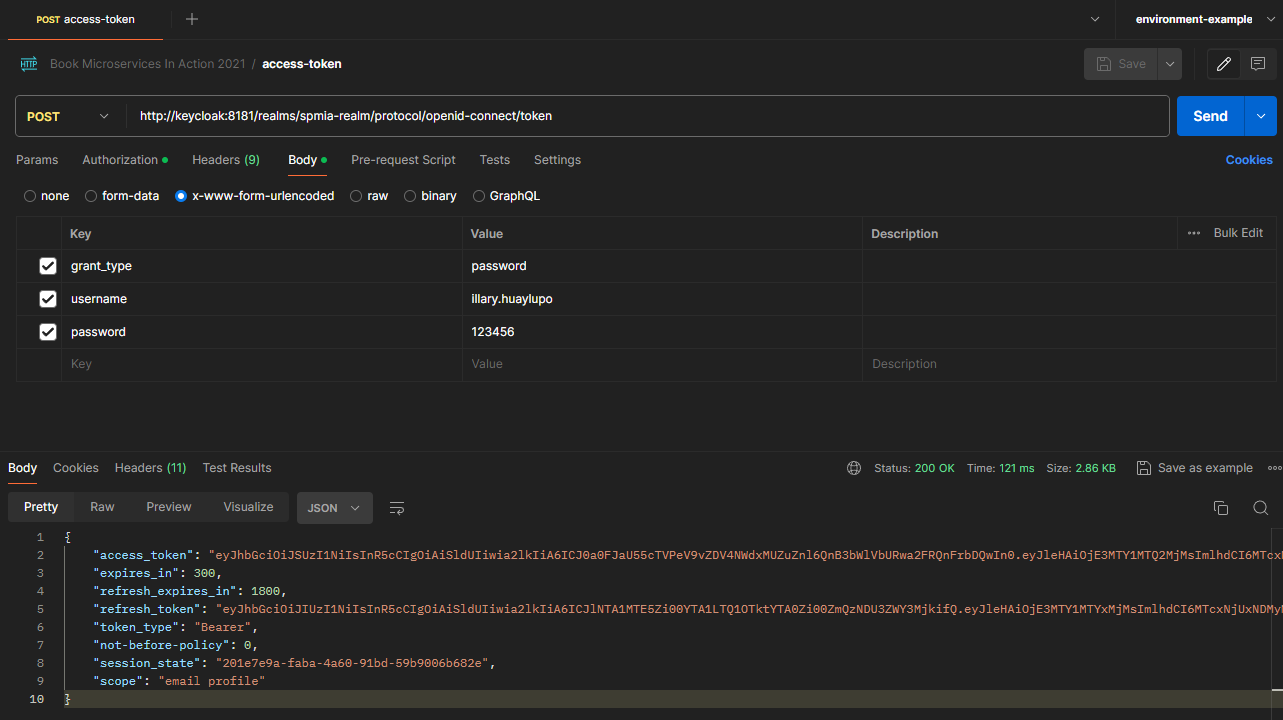 POST access-token
environment-example
HTTP Book Microservices In Action 2021 / access-token Save
POST http://keycloak:8181/realms/spmia-realm/protocol/openid-connect/token Send
Params Authorization Headers (9) Body Pre-request Script Tests Settings Cookies
none form-data x-www-form-urlencoded raw binary GraphQL
Key Value Description Bulk Edit
grant_type password
username illary.huaylupo
password 123456
Key Value Description
Body Cookies Headers (11) Test Results Status: 200 OK Time: 121 ms Size: 2.86 KB Save as example
Pretty Raw Preview Visualize JSON
1 {
2 "access_token": "eyJhbGciOiJSUzI1NiIsInR5cCIgOiAiSldUIiwia2lkIiA6ICJ0a0FJaU55cTVPeV9vZDV4NWdxMUZuZnl6QnB3bWlVbURwa2FRQnFrbDQwIn0.eyJleHAiOjE3MTY1MTQ2MjMsImlhdCI6MTcx
3 "expires_in": 300,
4 "refresh_expires_in": 1800,
5 "refresh_token": "eyJhbGciOiJIUzI1NiIsInR5cCIgOiAiSldUIiwia2lkIiA6ICJlNTA1MTE5Zi00YTA1LTQ1OTktYTA0Zi00ZmQzNDU3ZWY3MjkifQ.eyJleHAiOjE3MTY1MTYxMjMsImlhdCI6MTcxNjUxNDMy
6 "token_type": "Bearer",
7 "not-before-policy": 0,
8 "session_state": "201e7e9a-faba-4a60-91bd-59b9006b682e",
9 "scope": "email profile"
10 }